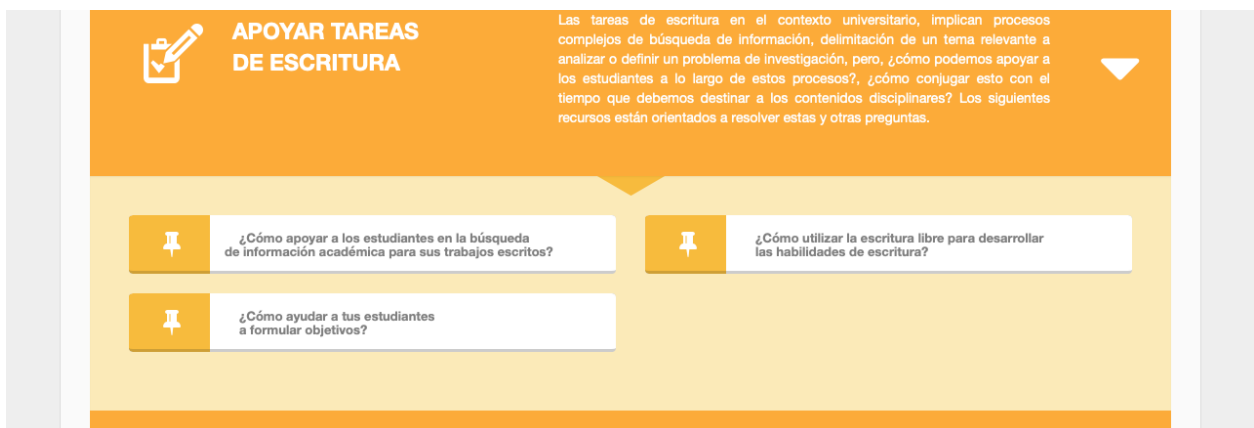 APOYAR TAREAS
DE ESCRITURA
Las tareas de escritura en el contexto universitario, implican procesos
complejos de búsqueda de información, delimitación de un tema relevante a
analizar o definir un problema de investigación, pero, ¿cómo podemos apoyar a
los estudiantes a lo largo de estos procesos?, ¿cómo conjugar esto con el
tiempo que debemos destinar a los contenidos disciplinares? Los siguientes
recursos están orientados a resolver estas y otras preguntas.
¿Cómo apoyar a los estudiantes en la búsqueda
de información académica para sus trabajos escritos?
¿Cómo utilizar la escritura libre para desarrollar
las habilidades de escritura?
¿Cómo ayudar a tus estudiantes
a formular objetivos?